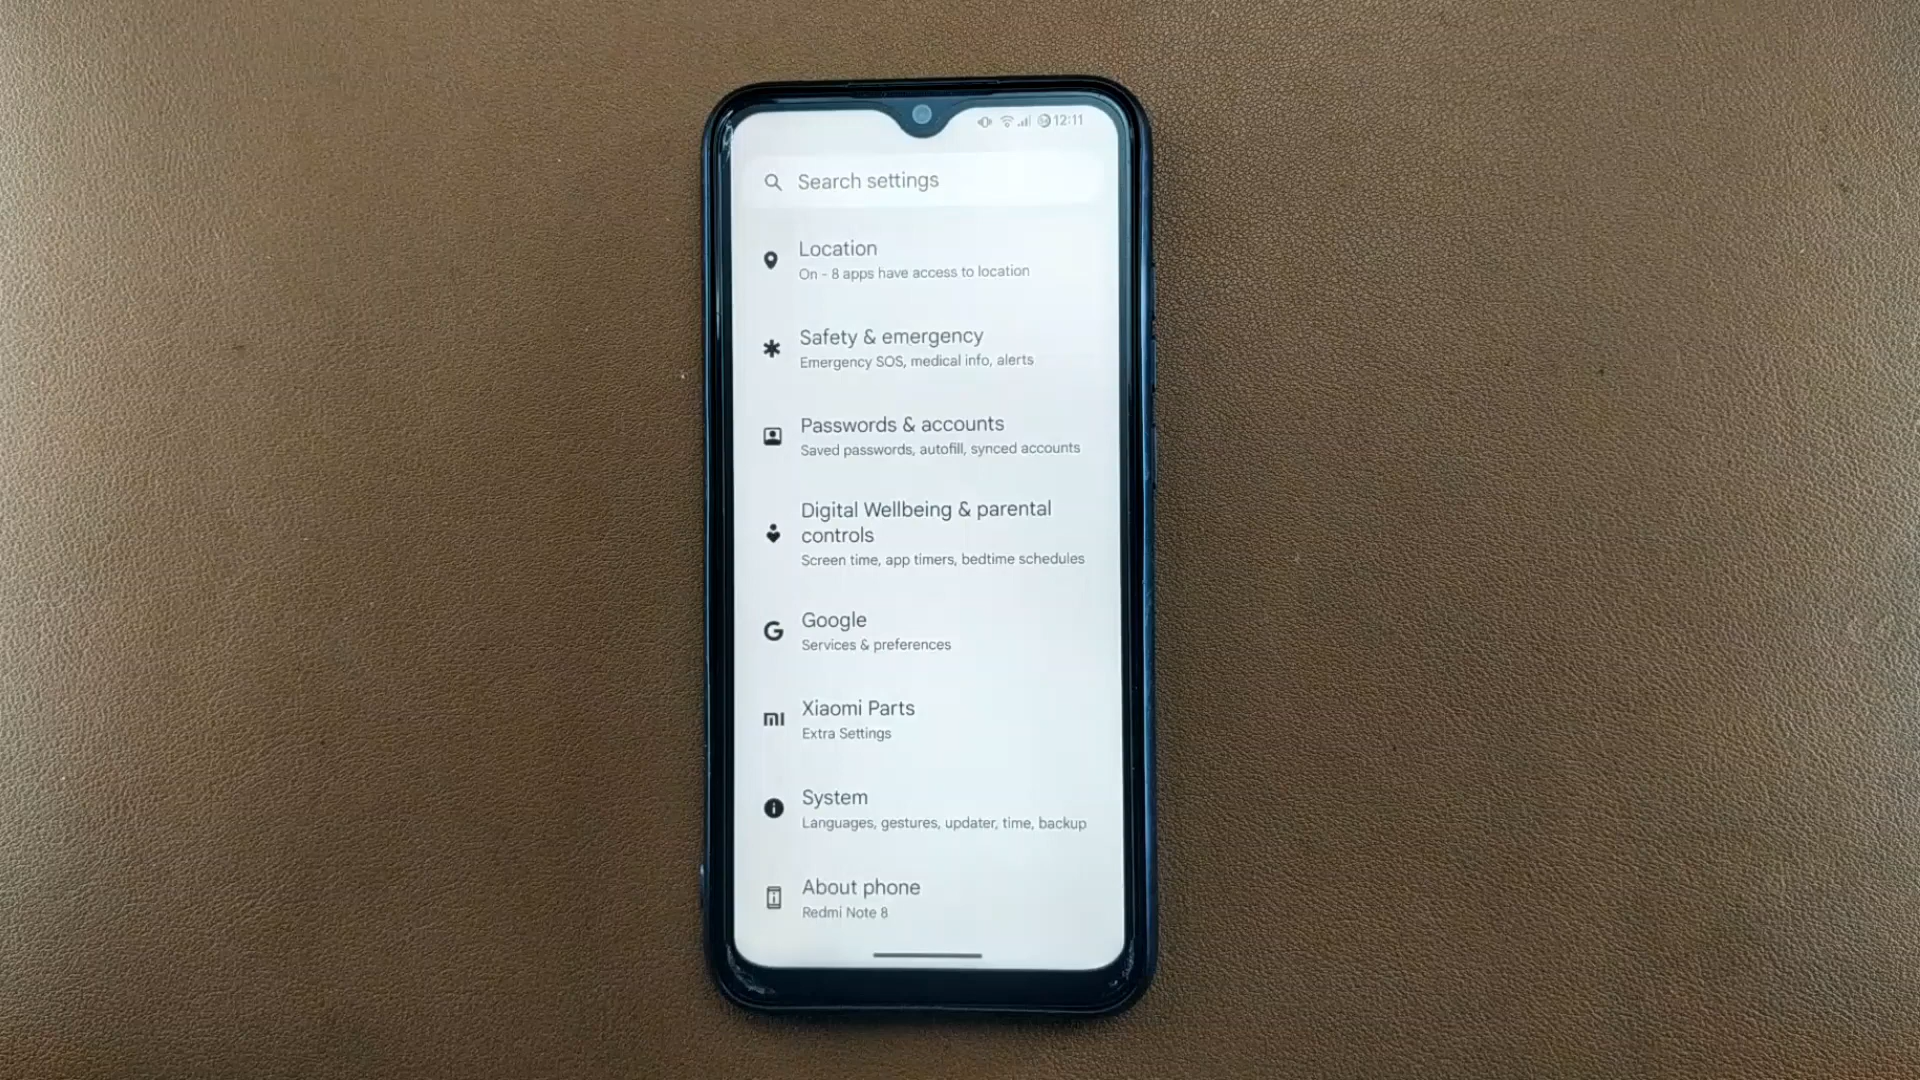 12:11
Search settings
Location
On - 8 apps have access to location
Safety & emergency
Emergency SOS, medical info, alerts
Passwords & accounts
Saved passwords, autofill, synced accounts
Digital Wellbeing & parental
controls
Screen time, app timers, bedtime schedules
Google
Services & preferences
Xiaomi Parts
Extra Settings
System
Languages, gestures, updater, time, backup
About phone
Redmi Note 8